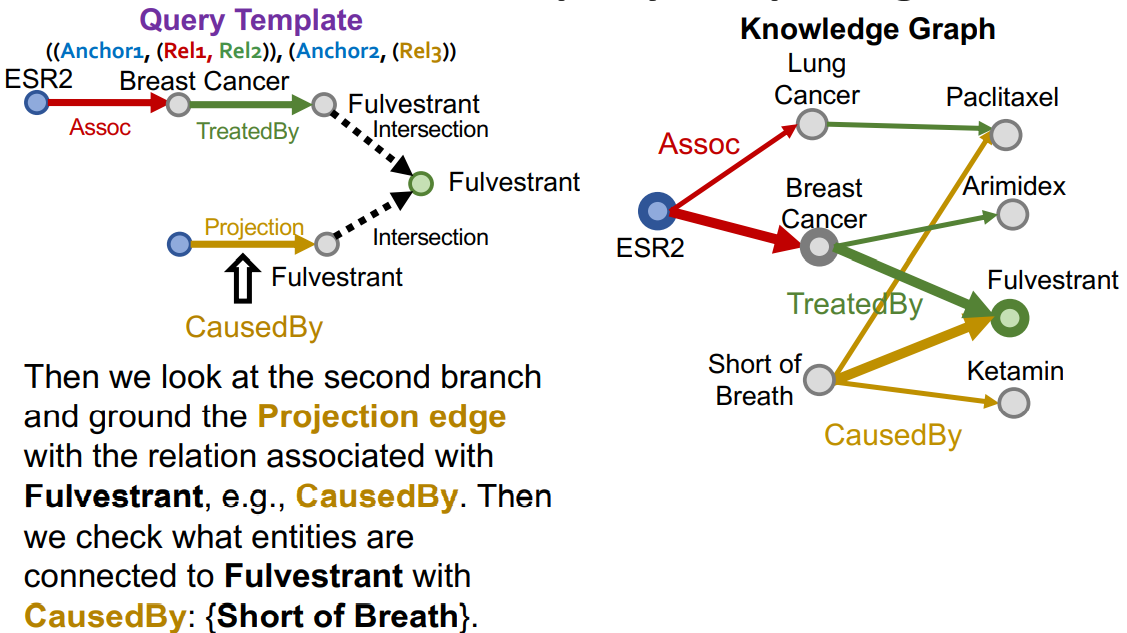 Query Template
((Anchor1, (Rel1, Rel2)), (Anchor2, (Rel3))
ESR2
Breast Cancer
Fulvestrant
Assoc
TreatedBy
Intersection
Fulvestrant
Projection
Intersection
Fulvestrant
CausedBy
Then we look at the second branch
and ground the Projection edge
with the relation associated with
Fulvestrant, e.g., CausedBy. Then
we check what entities are
connected to Fulvestrant with
CausedBy: {Short of Breath}.
Knowledge Graph
Lung
Cancer
Paclitaxel
Assoc
Breast
Cancer
Arimidex
ESR2
Fulvestrant
TreatedBy
Short of
Breath
Ketamin
CausedBy